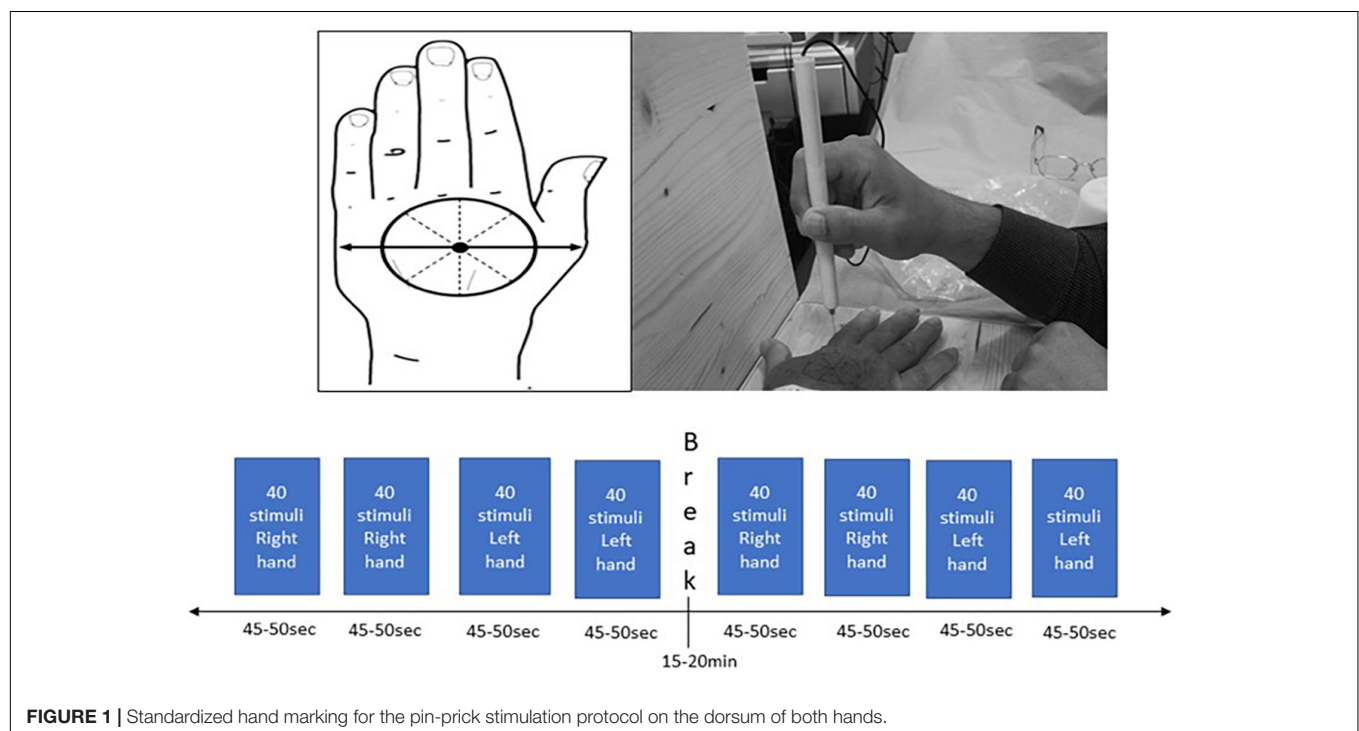 40
stimuli
Right
hand
40
stimuli
Right
hand
40
stimuli
Left
hand
40
stimuli
Left
hand
B
r
e
a
k
40
stimuli
Right
hand
40
stimuli
Right
hand
40
stimuli
Left
hand
40
stimuli
Left
hand
45-50sec 45-50sec 45-50sec 45-50sec 45-50sec 45-50sec 45-50sec 45-50sec
15-20min
FIGURE 1 | Standardized hand marking for the pin-prick stimulation protocol on the dorsum of both hands.